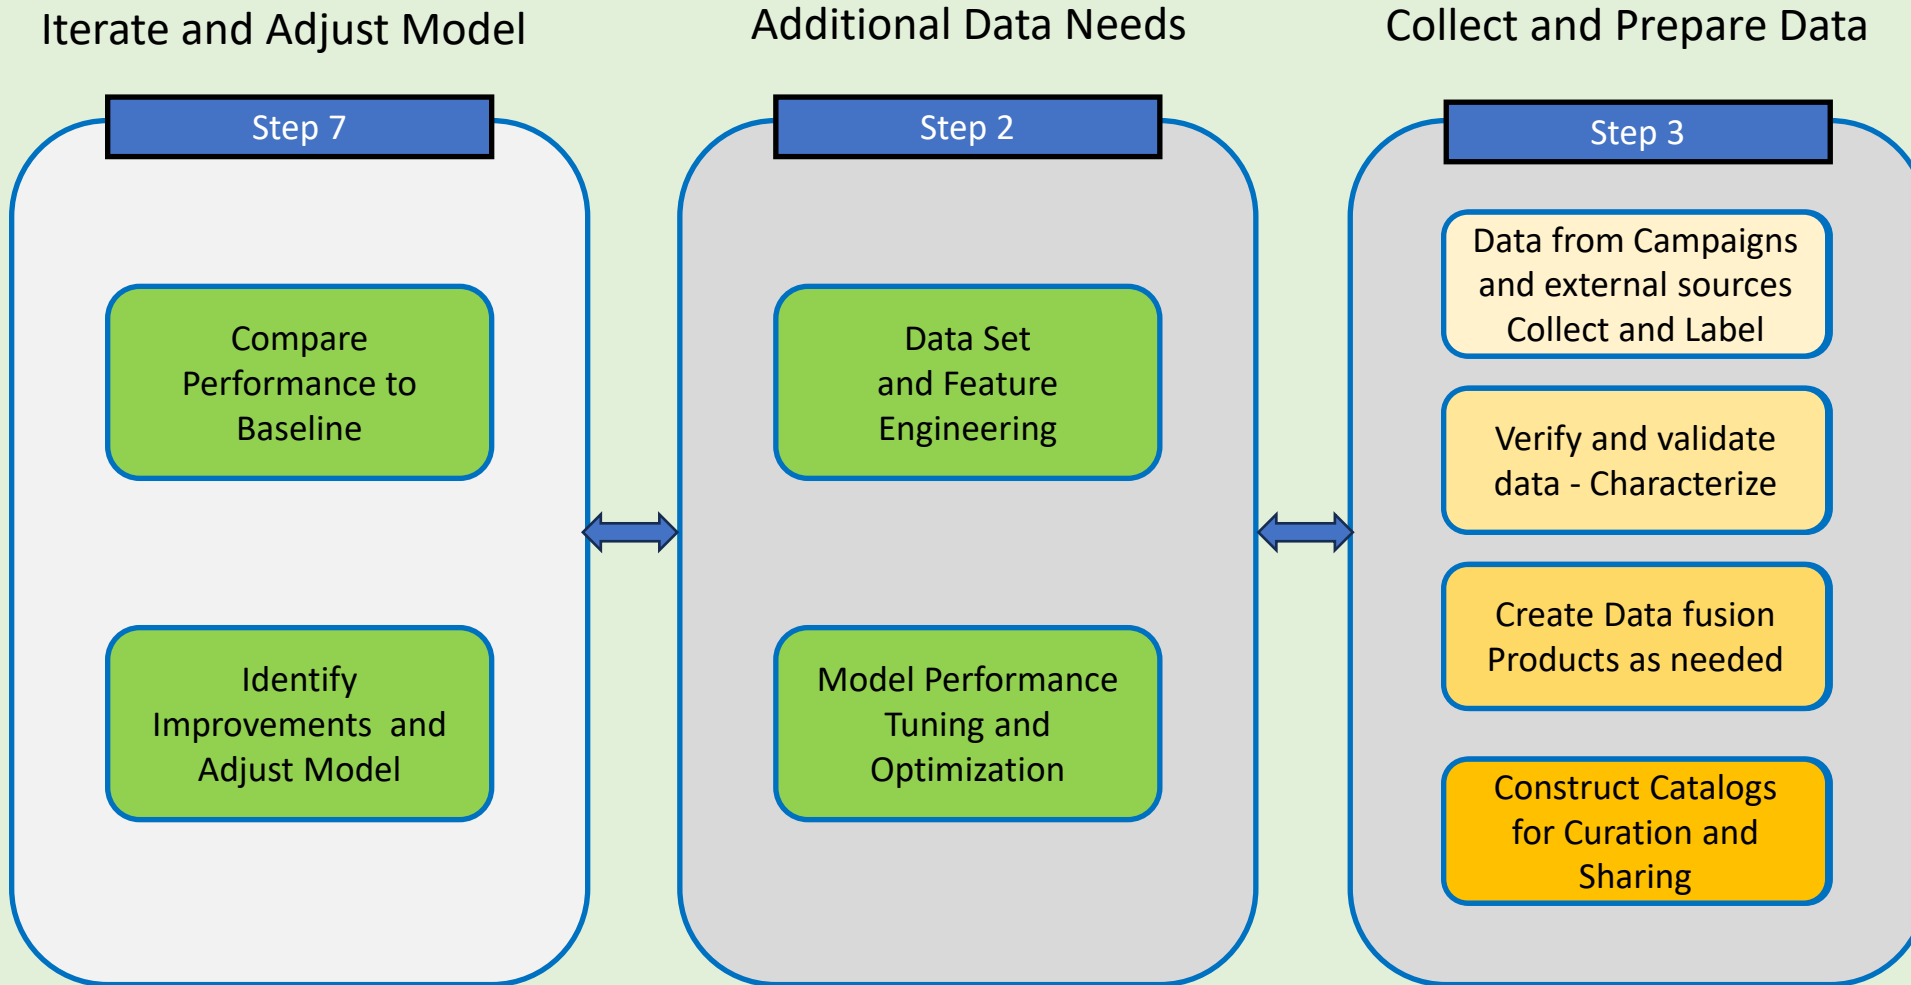 Iterate and Adjust Model
Additional Data Needs
Collect and Prepare Data
Step 7
Compare
Performance to
Baseline
Identify
Improvements  and
Adjust Model
Step 2
Data Set
and Feature
Engineering
Model Performance
Tuning and
Optimization
Step 3
Data from Campaigns
and external sources
Collect and Label
Verify and validate
data - Characterize
Create Data fusion
Products as needed
Construct Catalogs
for Curation and
Sharing